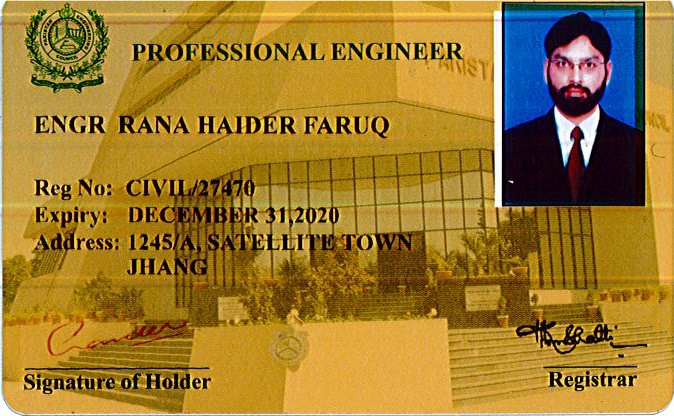 PROFESSIONAL ENGINEER
ENGR RANA HAIDER FARUQ
Reg No: CIVIL/27470
Expiry: DECEMBER 31,2020
Address: 1245/A, SATELLITE TOWN
JHANG
Signature of Holder
Registrar